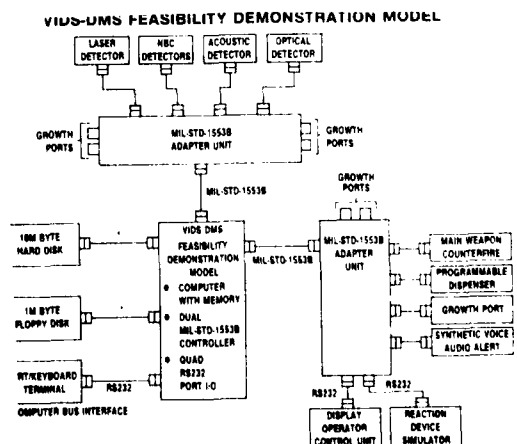 VIDS-DMS FEASIBILITY DEMONSTRATION MODEL
LASER
DETECTOR
NBC
DETECTORS
ACOUSTIC
DETECTOR
OPTICAL
DETECTOR
GROWTH
PORTS
MIL-STD-1553B
ADAPTER UNIT
GROWTH
PORTS
MIL-STD-1553B
GROWTH
PORTS
10M BYTE
HARD DISK
VIDS DMS
FEASIBILITY
DEMONSTRATION
MODEL
• COMPUTER
WITH MEMORY
• DUAL
MIL-STD-1553B
CONTROLLER
• QUAD
RS232
PORT I-O
MIL-STD-1553B
MIL-STD-1553B
ADAPTER
UNIT
MAIN WEAPON
COUNTERFIRE
PROGRAMMABLE
DISPENSER
GROWTH PORT
SYNTHETIC VOICE
AUDIO ALERT
1M BYTE
FLOPPY DISK
RT/KEYBOARD
TERMINAL
RS232
OMPUTER BUS INTERFACE
RS232
RS232
DISPLAY
OPERATOR
CONTROL UNIT
REACTION
DEVICE
SIMULATOR